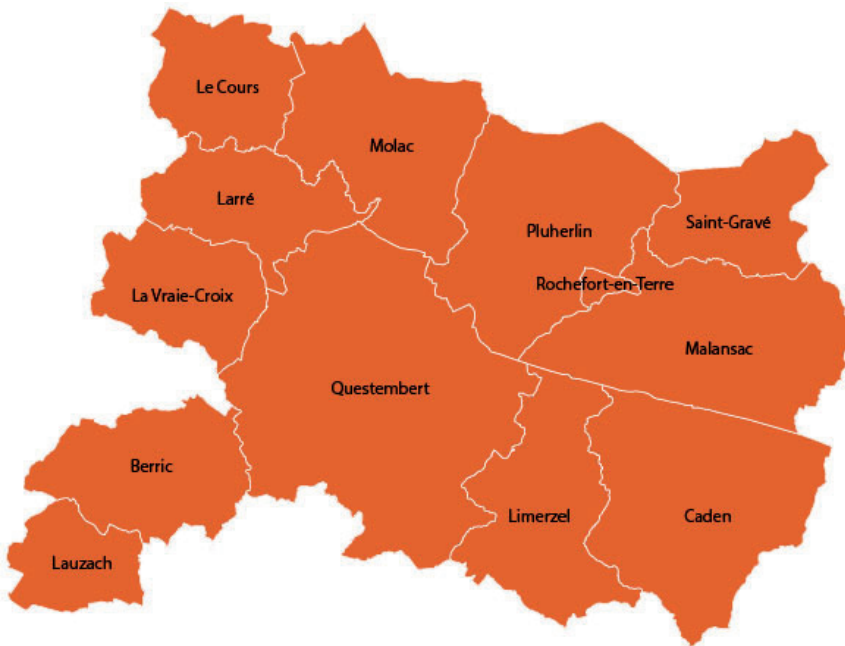 Le Cours
Molac
Larré
Saint-Gravé
Pluherlin
Rochefort-en-Terre
La Vraie-Croix
Malansac
Questembert
Berric
Limerzel
Caden
Lauzach